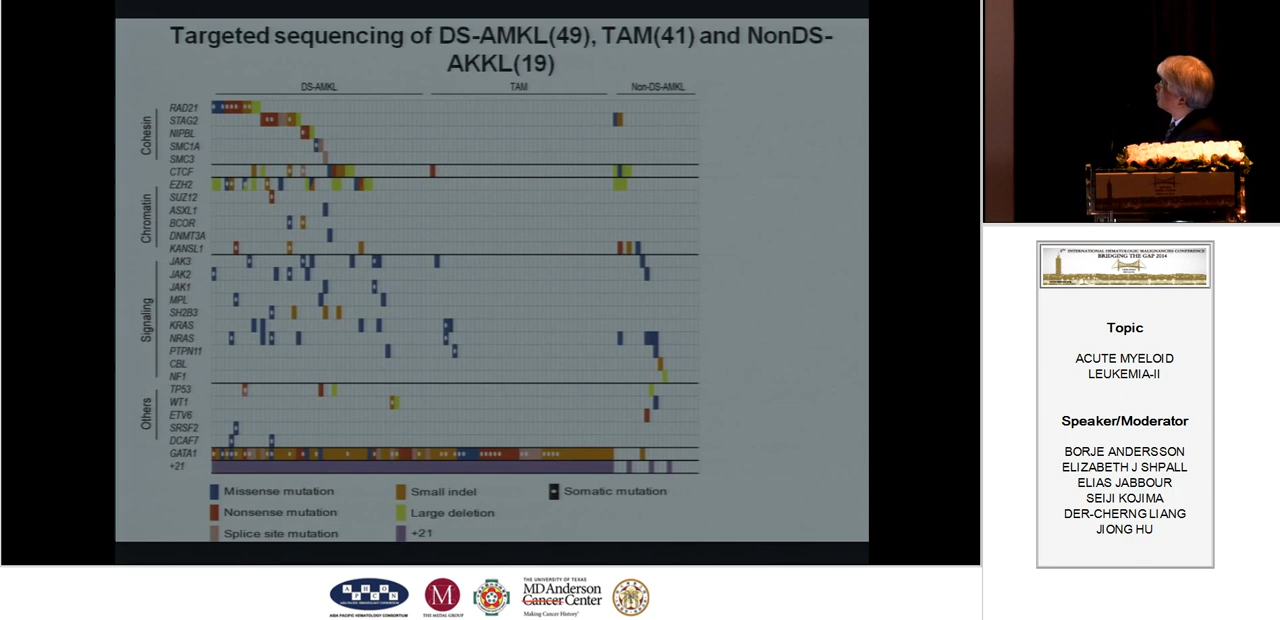 Targeted sequencing of DS-AMKL(49), TAM(41) and NonDS-
AKKL(19)
DS-AMKL
TAM
Non-DS-AMKL
Cohesin
RAD21
STAG2
NIPBL
SMC1A
SMC3
CTCF
Chromatin
EZH2
SUZ12
ASXL1
BCOR
DNMT3A
KANSL1
Signaling
JAK3
JAK2
JAK1
MPL
SH2B3
KRAS
NRAS
PTPN11
CBL
NF1
Others
TP53
WT1
ETV6
SRSF2
DCAF7
GATA1
+21
Missense mutation
Small indel
Somatic mutation
Nonsense mutation
Large deletion
Splice site mutation
+21
INTERNATIONAL HEMATOLOGIC MALIGNANCIES CONFERENCE
BRIDGING THE GAP 2014
Topic
ACUTE MYELOID
LEUKEMIA-II
Speaker/Moderator
BORJE ANDERSSON
ELIZABETH J SHPALL
ELIAS JABBOUR
SEIJI KOJIMA
DER-CHERNG LIANG
JIONG HU
A H O N
P C N
ASIA PACIFIC HEMATOLOGY CONSORTIUM
M
THE MEDAL GROUP
THE UNIVERSITY OF TEXAS
MD Anderson
Cancer Center
Making Cancer History®